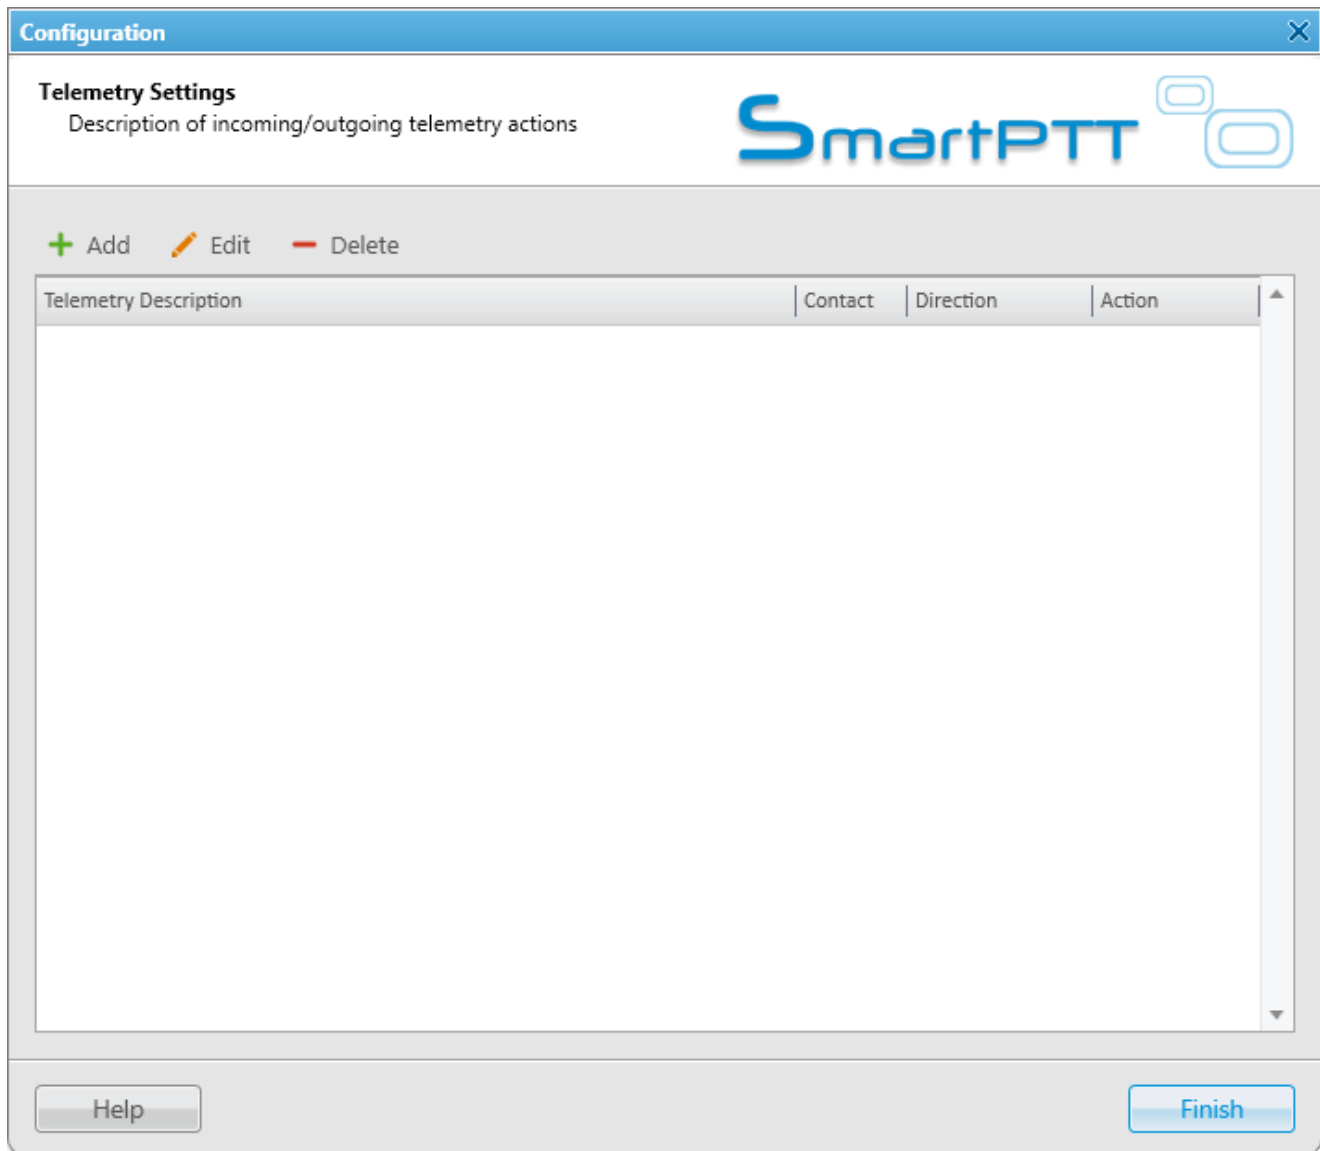 Configuration
Telemetry Settings
Description of incoming/outgoing telemetry actions
SmartPTT
Add Edit Delete
Telemetry Description Contact Direction Action
Help Finish